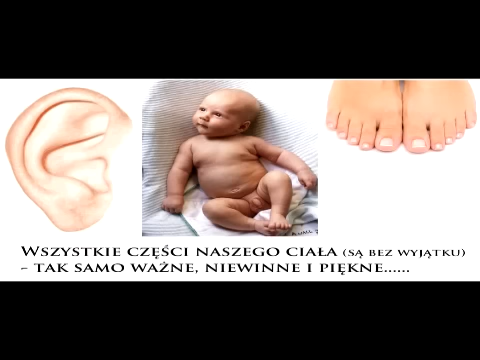 Wszystkie części naszego ciała (są bez wyjątku)
- tak samo ważne, niewinne i piękne......